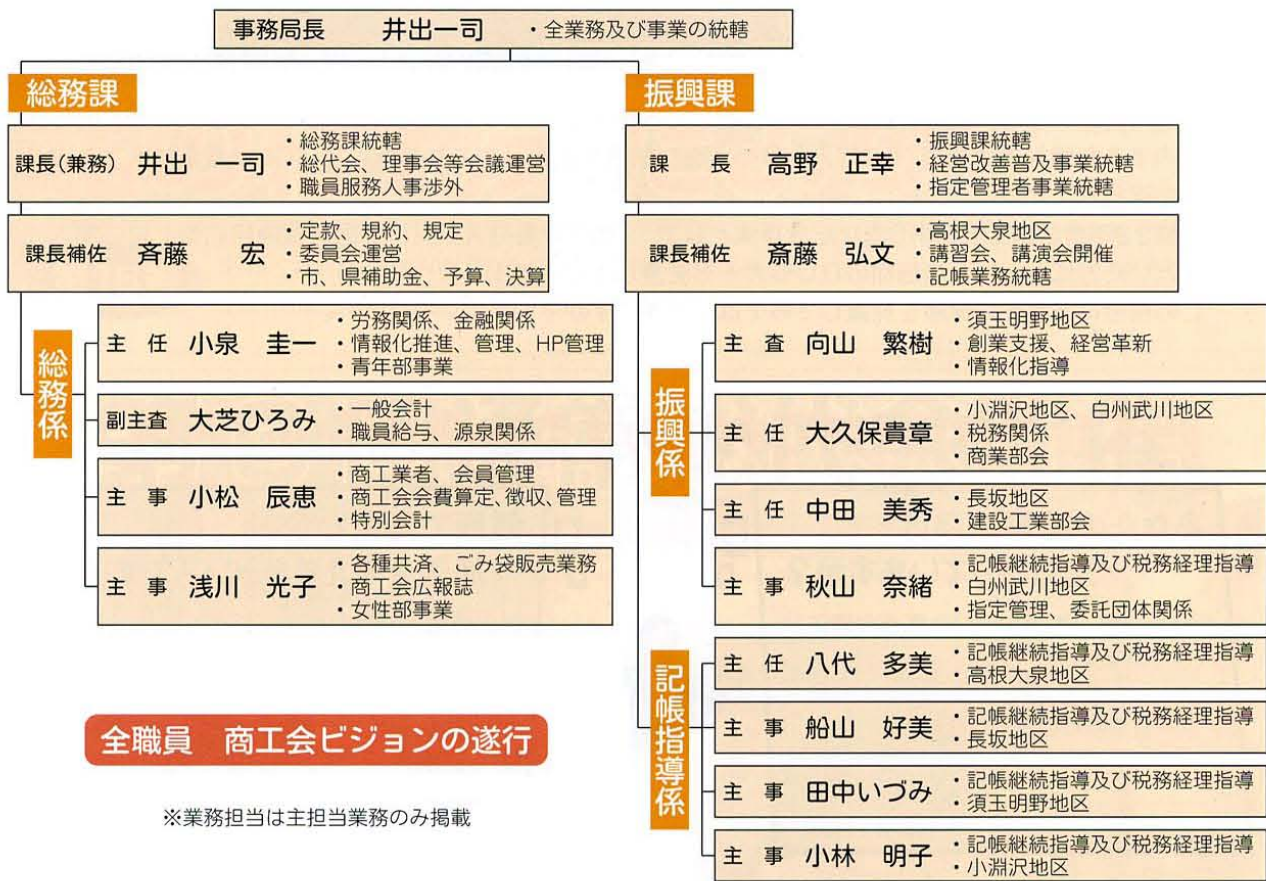 事務局長　井出一司　・全業務及び事業の統轄
総務課
課長（兼務）　井出　一司
・総務課統轄
・総代会、理事会等会議運営
・職員服務人事渉外
課長補佐　斉藤　宏
・定款、規約、規定
・委員会運営
・市、県補助金、予算、決算
総務係
主　任　小泉　圭一
・労務関係、金融関係
・情報化推進、管理、HP管理
・青年部事業
副主査　大芝ひろみ
・一般会計
・職員給与、源泉関係
主　事　小松　辰恵
・商工業者、会員管理
・商工会会費算定、徴収、管理
・特別会計
主　事　浅川　光子
・各種共済、ごみ袋販売業務
・商工会広報誌
・女性部事業
全職員　商工会ビジョンの遂行
※業務担当は主担当業務のみ掲載
振興課
課　長　高野　正幸
・振興課統轄
・経営改善普及事業統轄
・指定管理者事業統轄
課長補佐　斎藤　弘文
・高根大泉地区
・講習会、講演会開催
・記帳業務統轄
振興係
主　査　向山　繁樹
・須玉明野地区
・創業支援、経営革新
・情報化指導
主　任　大久保貴章
・小淵沢地区、白州武川地区
・税務関係
・商業部会
主　任　中田　美秀
・長坂地区
・建設工業部会
主　事　秋山　奈緒
・記帳継続指導及び税務経理指導
・白州武川地区
・指定管理、委託団体関係
記帳指導係
主　任　八代　多美
・記帳継続指導及び税務経理指導
・高根大泉地区
主　事　船山　好美
・記帳継続指導及び税務経理指導
・長坂地区
主　事　田中いづみ
・記帳継続指導及び税務経理指導
・須玉明野地区
主　事　小林　明子
・記帳継続指導及び税務経理指導
・小淵沢地区